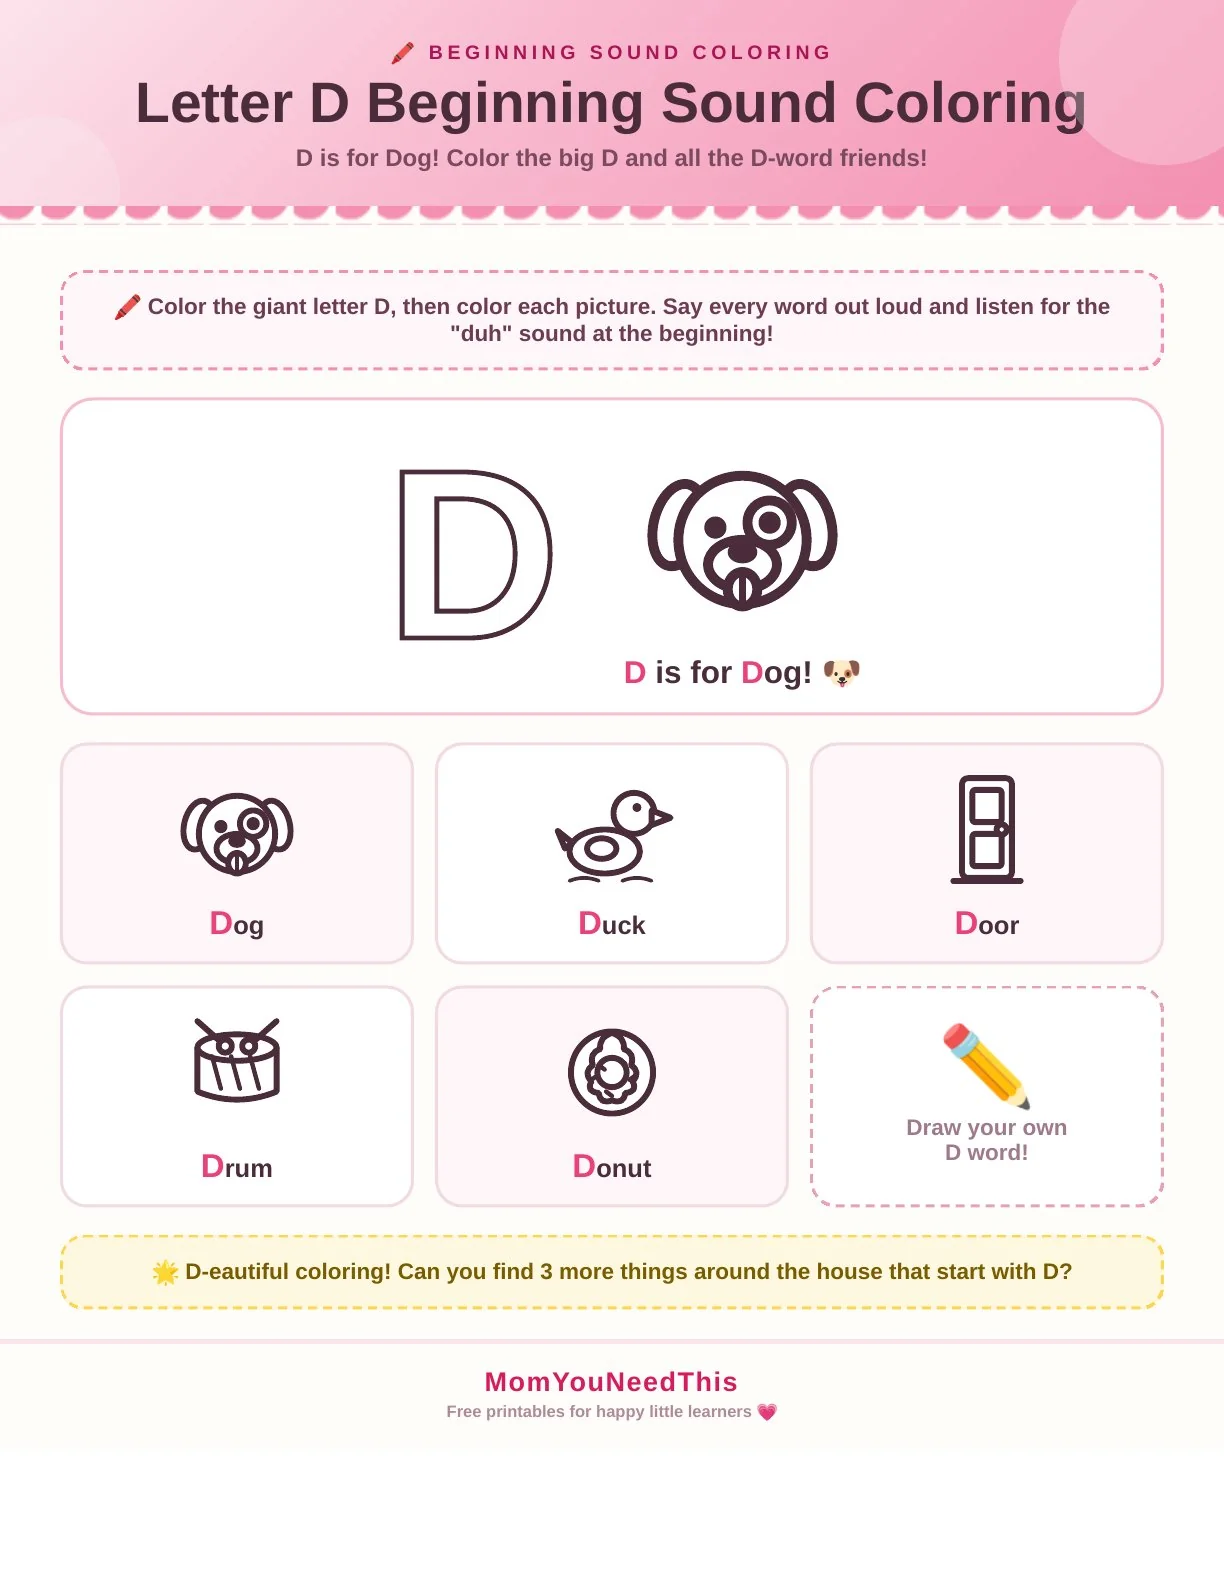 BEGINNING SOUND COLORING
Letter D Beginning Sound Coloring
D is for Dog! Color the big D and all the D-word friends!
Color the giant letter D, then color each picture. Say every word out loud and listen for the
"duh" sound at the beginning!
D
D is for Dog!
Dog
Duck
Door
Drum
Donut
Draw your own
D word!
D-eautiful coloring! Can you find 3 more things around the house that start with D?
MomYouNeedThis
Free printables for happy little learners